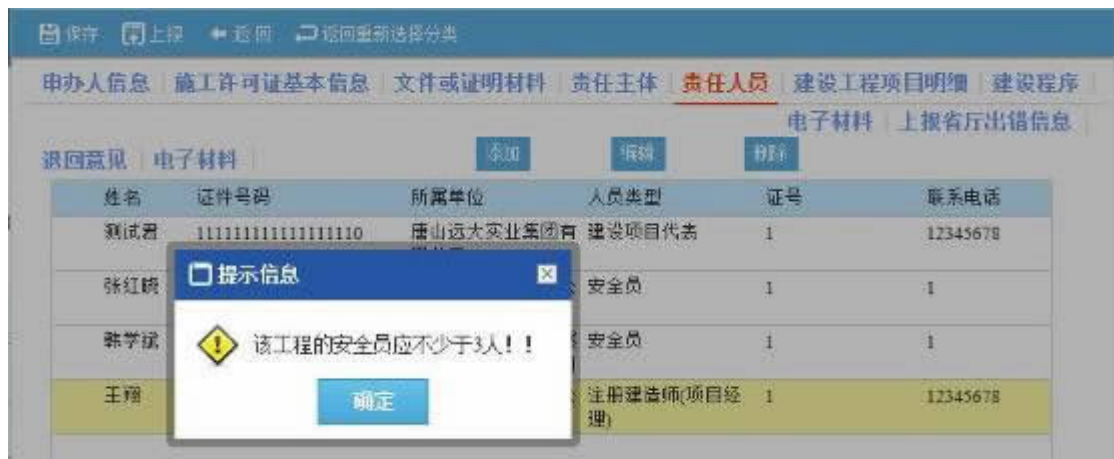 保存 上报 返回 返回重新选择分类
申办人信息 施工许可证基本信息 文件或证明材料 责任主体 责任人员 建设工程项目明细 建设程序
电子材料 上报省厅出错信息
退回意见 电子材料
添加 编辑 删除
姓名 证件号码 所属单位 人员类型 证号 联系电话
测试君 111111111111111110 唐山远大实业集团有 建设项目代表 1 12345678
提示信息
张红晓 安全员 1 1
该工程的安全员应不少于3人！！
韩学斌 安全员 1 1
确定
王翔 注册建造师(项目经 1 12345678
理)